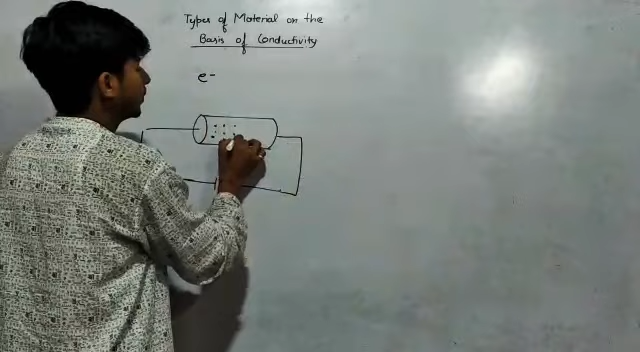 Types of Material on the
Basis of Conductivity
e-